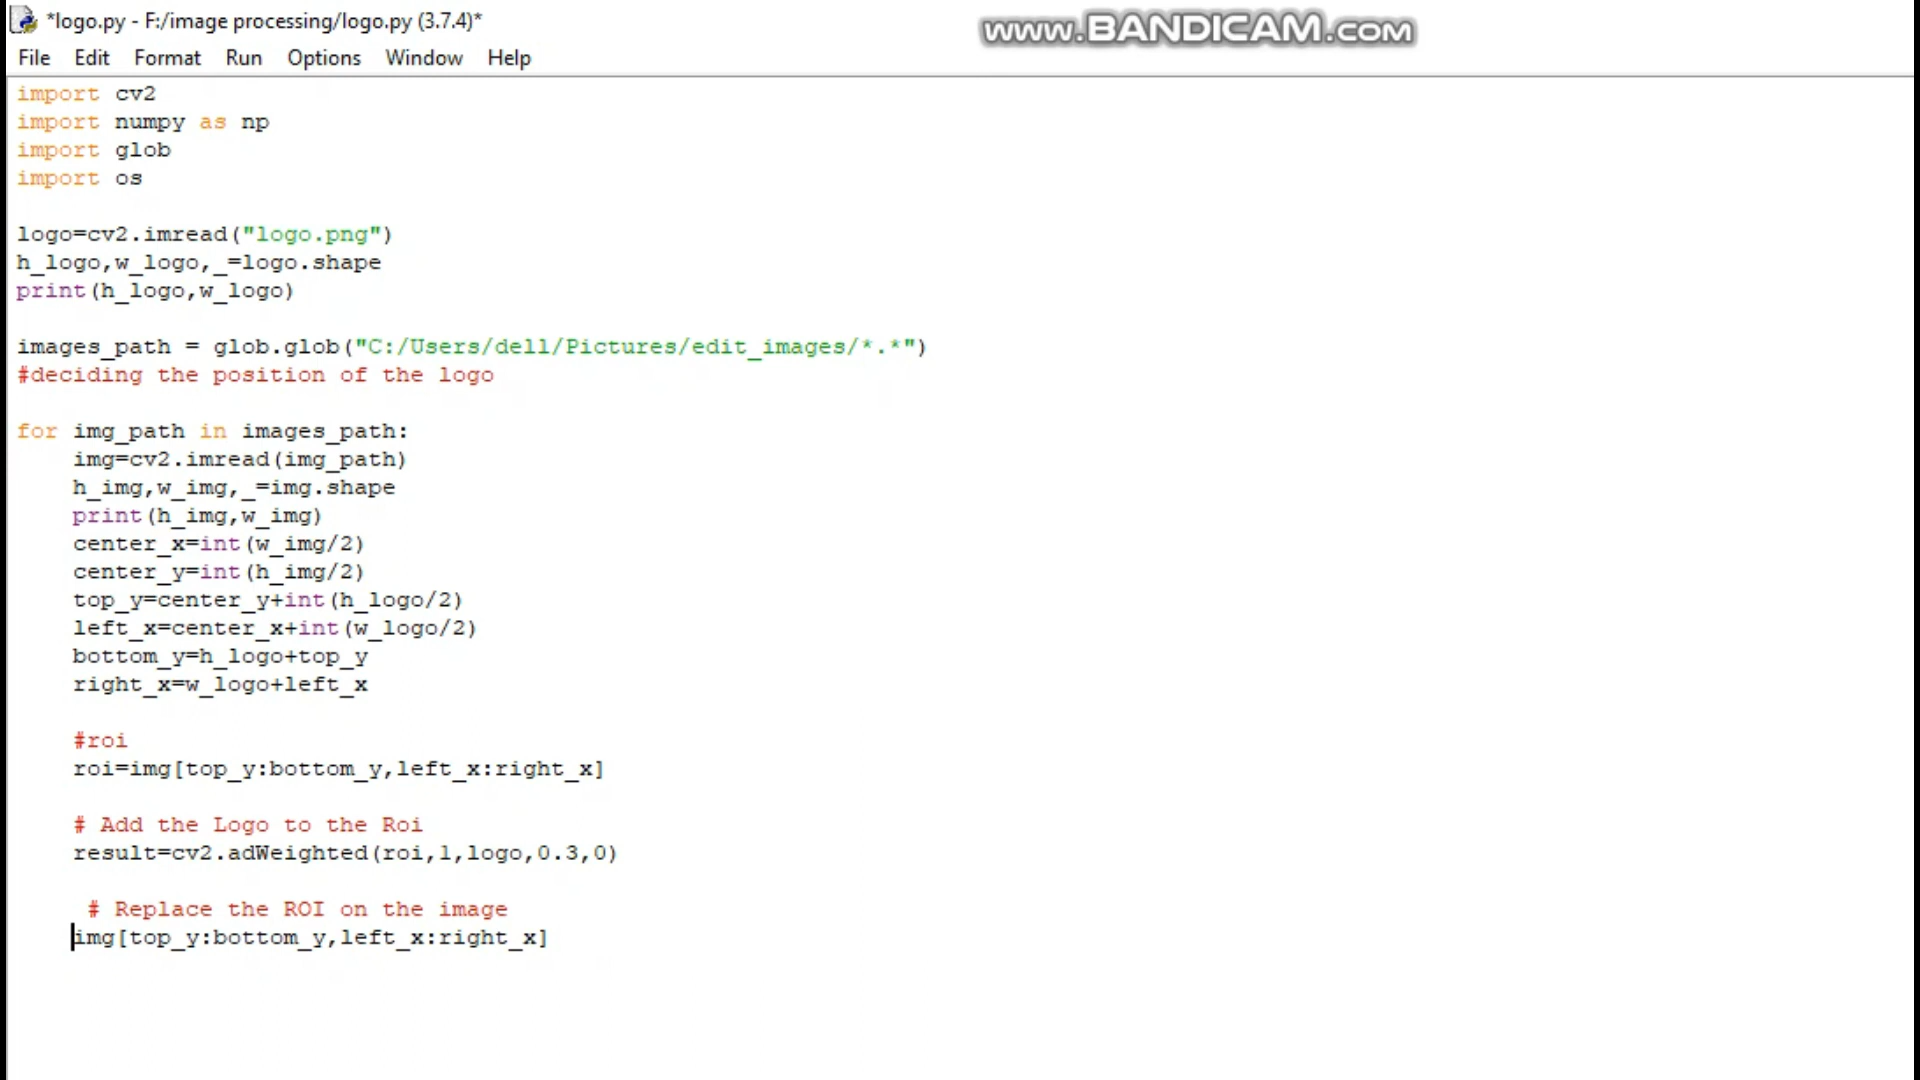 *logo.py - F:/image processing/logo.py (3.7.4)*
www.BANDICAM.com
File Edit Format Run Options Window Help
import cv2
import numpy as np
import glob
import os
logo=cv2.imread("logo.png")
h_logo,w_logo,_=logo.shape
print(h_logo,w_logo)
images_path = glob.glob("C:/Users/dell/Pictures/edit_images/*.*")
#deciding the position of the logo
for img_path in images_path:
    img=cv2.imread(img_path)
    h_img,w_img,_=img.shape
    print(h_img,w_img)
    center_x=int(w_img/2)
    center_y=int(h_img/2)
    top_y=center_y+int(h_logo/2)
    left_x=center_x+int(w_logo/2)
    bottom_y=h_logo+top_y
    right_x=w_logo+left_x
    #roi
    roi=img[top_y:bottom_y,left_x:right_x]
    # Add the Logo to the Roi
    result=cv2.adWeighted(roi,1,logo,0.3,0)
     # Replace the ROI on the image
    img[top_y:bottom_y,left_x:right_x]